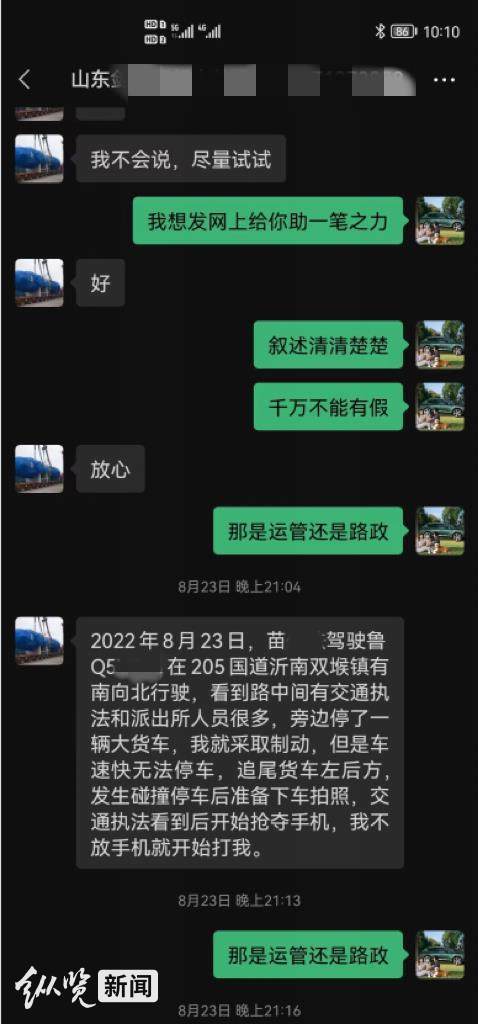 HD 1
HD 2
5G
4G
86
10:10
山东
我不会说，尽量试试
我想发网上给你助一笔之力
好
叙述清清楚楚
千万不能有假
放心
那是运管还是路政
8月23日 晚上21:04
2022年8月23日，苗 驾驶鲁
Q5 在205国道沂南双堠镇有
南向北行驶，看到路中间有交通执
法和派出所人员很多，旁边停了一
辆大货车，我就采取制动，但是车
速快无法停车，追尾货车左后方，
发生碰撞停车后准备下车拍照，交
通执法看到后开始抢夺手机，我不
放手机就开始打我。
8月23日 晚上21:13
那是运管还是路政
纵览新闻
8月23日 晚上21:16